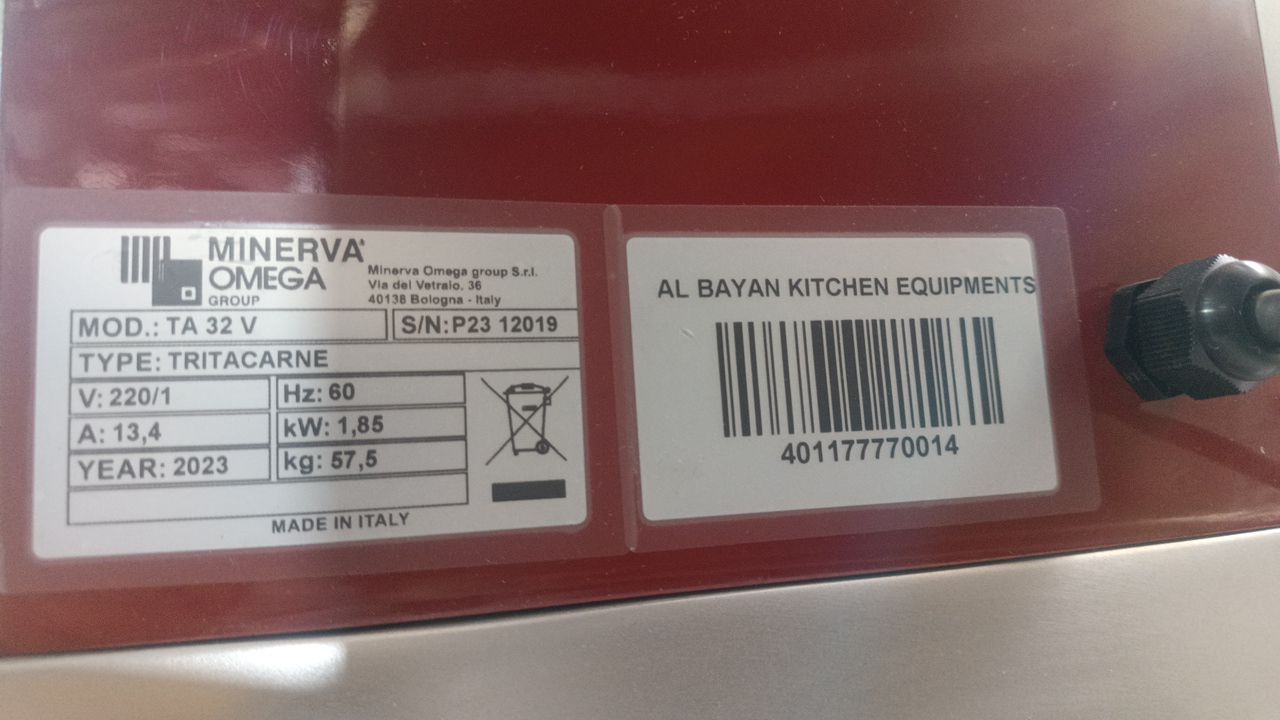 MINERVA
OMEGA
GROUP
Minerva Omega group S.r.l.
Via del Vetraio, 36
40138 Bologna - Italy
MOD.: TA 32 V
S/N:P23 12019
TYPE: TRITACARNE
V: 220/1
Hz: 60
A: 13,4
kW: 1,85
YEAR: 2023
kg: 57,5
MADE IN ITALY
AL BAYAN KITCHEN EQUIPMENTS
401177770014